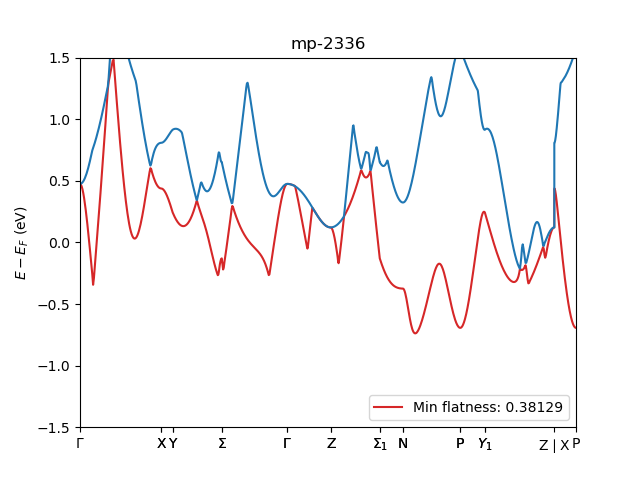 mp-2336
E − E_F (eV)
1.5
1.0
0.5
0.0
−0.5
−1.0
−1.5
Min flatness: 0.38129
Γ X Y Σ Γ Z Σ₁ N P Y₁ Z | X P